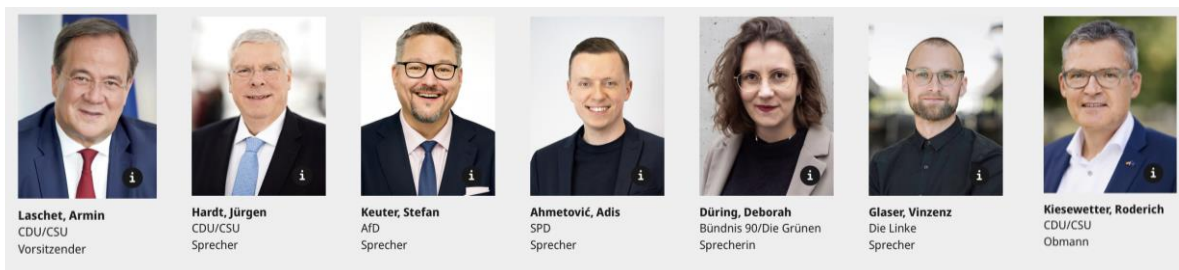 Laschet, Armin
CDU/CSU
Vorsitzender
Hardt, Jürgen
CDU/CSU
Sprecher
Keuter, Stefan
AfD
Sprecher
Ahmetović, Adis
SPD
Sprecher
Düring, Deborah
Bündnis 90/Die Grünen
Sprecherin
Glaser, Vinzenz
Die Linke
Sprecher
Kiesewetter, Roderich
CDU/CSU
Obmann